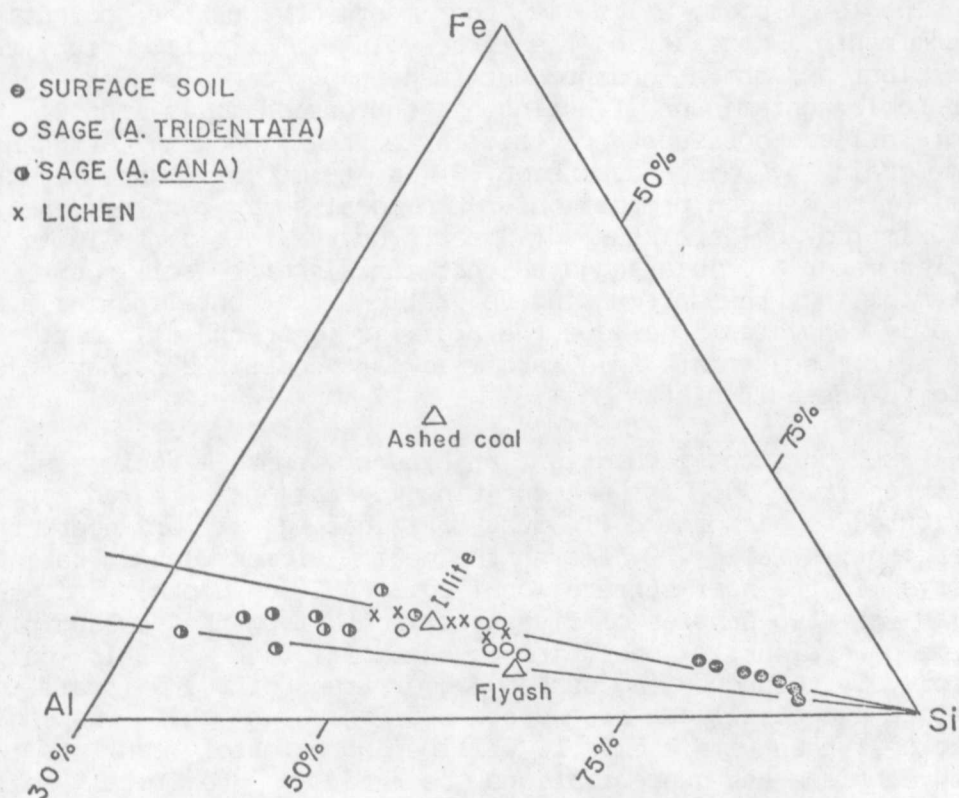 Fe
SURFACE SOIL
SAGE (A. TRIDENTATA)
SAGE (A. CANA)
x LICHEN
50%
75%
Ashed coal
Illite
Flyash
Al
Si
30%
50%
75%